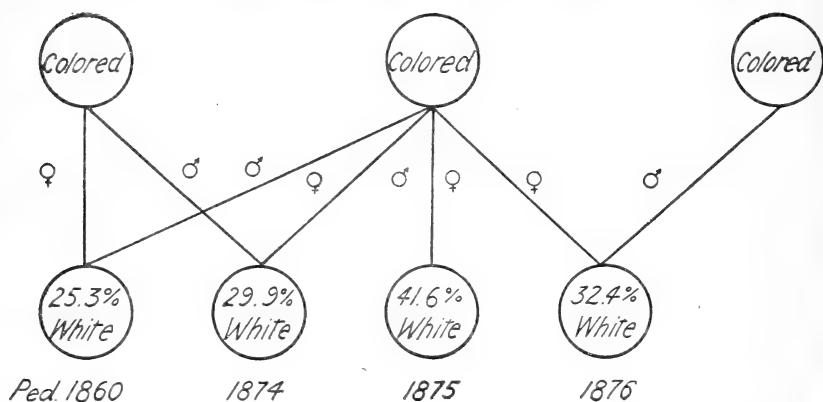 Colored Colored Colored
♀ ♂ ♂ ♀ ♂ ♀ ♀ ♂
25.3% 29.9% 41.6% 32.4%
White White White White
Ped. 1860 1874 1875 1876